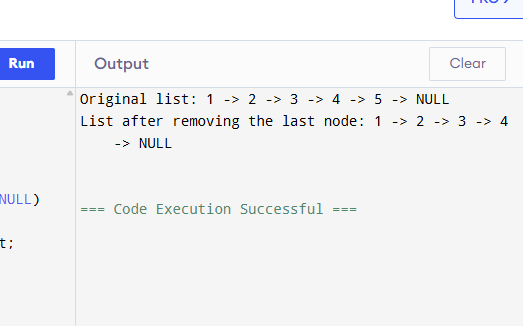 Run
Output
Clear
Original list: 1 -> 2 -> 3 -> 4 -> 5 -> NULL
List after removing the last node: 1 -> 2 -> 3 -> 4
-> NULL
NULL)
=== Code Execution Successful ===
t;